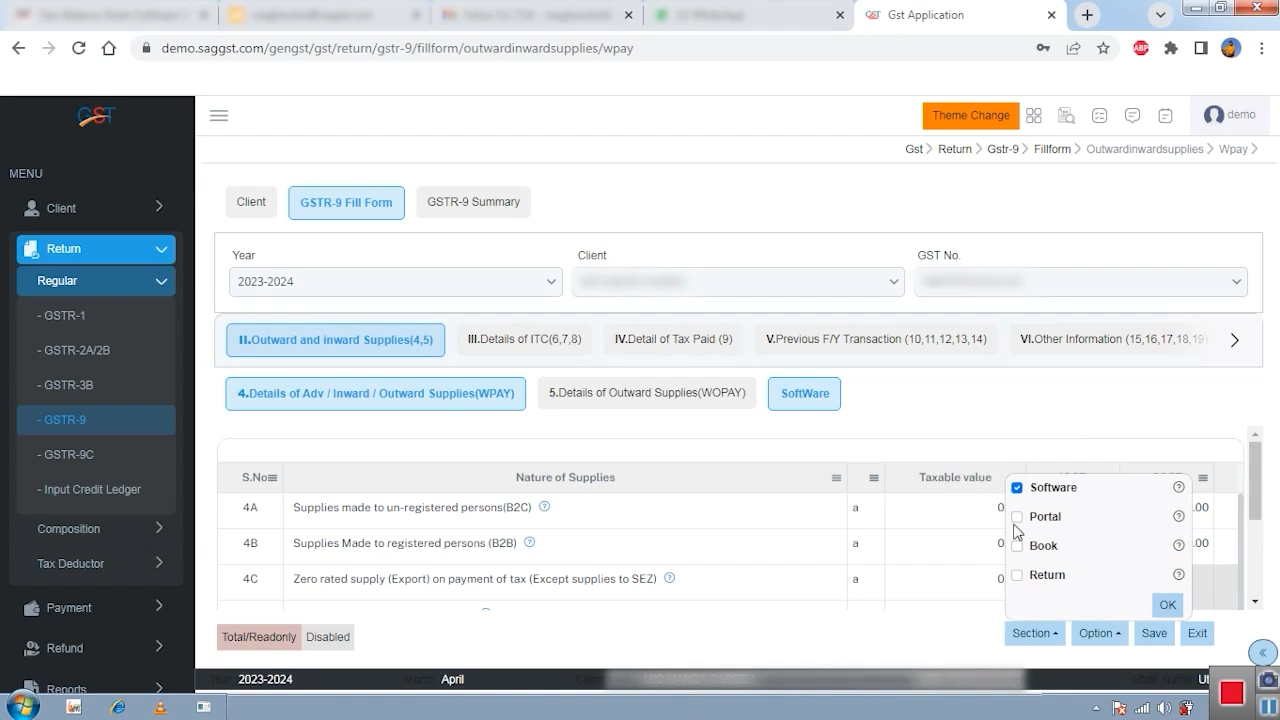 Gst Application
demo.saggst.com/gengst/gst/return/gstr-9/fillform/outwardinwardsupplies/wpay
ABP
GST
Theme Change
demo
Gst > Return > Gstr-9 > Fillform > Outwardinwardsupplies > Wpay >
MENU
Client
Return
Regular
- GSTR-1
- GSTR-2A/2B
- GSTR-3B
- GSTR-9
- GSTR-9C
- Input Credit Ledger
Composition
Tax Deductor
Payment
Refund
Reports
Client
GSTR-9 Fill Form
GSTR-9 Summary
Year
Client
GST No.
2023-2024
II.Outward and inward Supplies(4,5)
III.Details of ITC(6,7,8)
IV.Detail of Tax Paid (9)
V.Previous F/Y Transaction (10,11,12,13,14)
VI.Other Information (15,16,17,18,19)
4.Details of Adv / Inward / Outward Supplies(WPAY)
5.Details of Outward Supplies(WOPAY)
SoftWare
S.No
Nature of Supplies
Taxable value
4A Supplies made to un-registered persons(B2C) a
4B Supplies Made to registered persons (B2B) a
4C Zero rated supply (Export) on payment of tax (Except supplies to SEZ) a
Software
Portal
Book
Return
OK
Total/Readonly
Disabled
Section
Option
Save
Exit
2023-2024
April